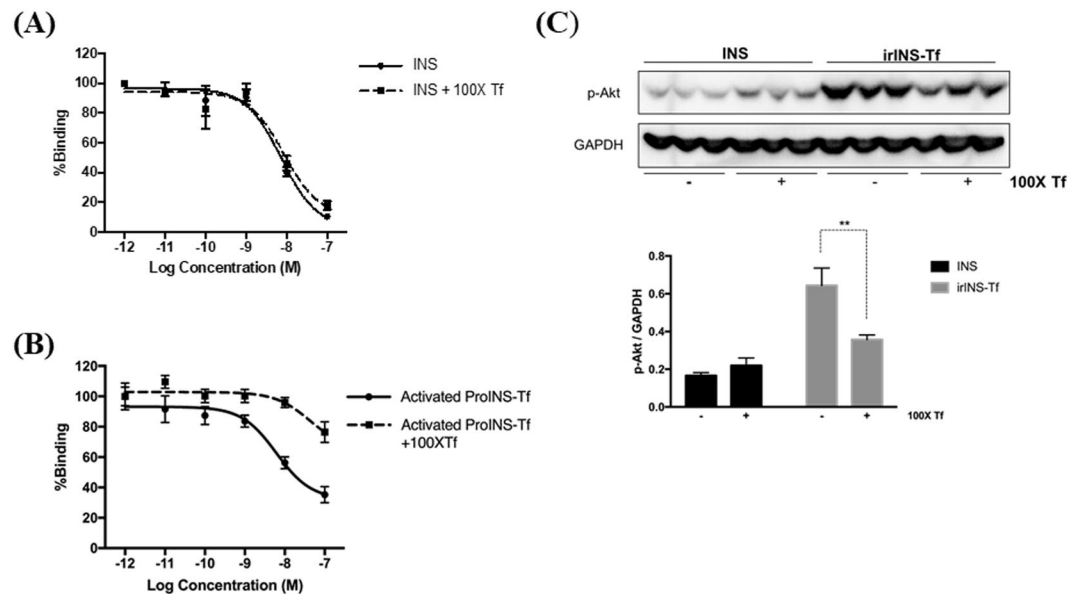 (A)
120
100
80
60
40
20
0
%Binding
-12 -11 -10 -9 -8 -7
Log Concentration (M)
INS
INS + 100X Tf
(B)
120
100
80
60
40
20
0
%Binding
-12 -11 -10 -9 -8 -7
Log Concentration (M)
Activated ProINS-Tf
Activated ProINS-Tf
+100XTf
(C)
INS irINS-Tf
p-Akt
GAPDH
- + - + 100X Tf
**
0.8
0.6
0.4
0.2
0.0
p-Akt / GAPDH
INS
irINS-Tf
- + - + 100X Tf